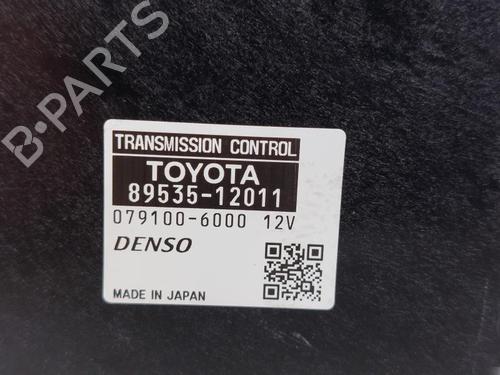 B-PARTS
TRANSMISSION CONTROL
TOYOTA
89535-12011
079100-6000 12V
DENSO
MADE IN JAPAN